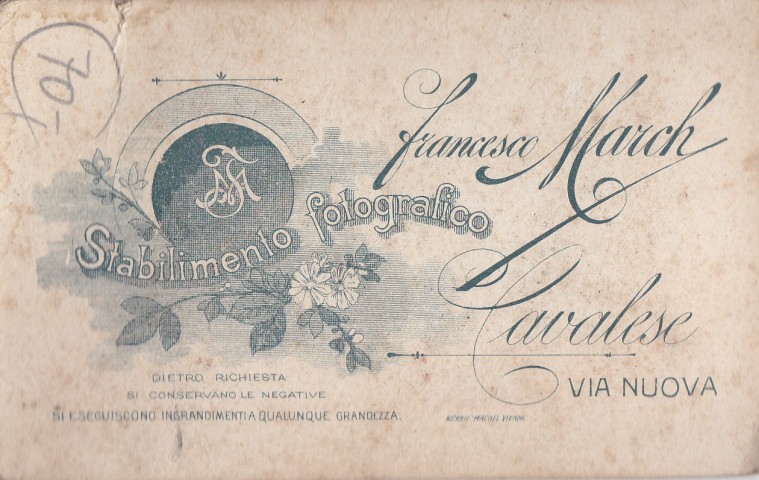 70-
Francesco March
Stabilimento fotografico
Cavalese
VIA NUOVA
DIETRO RICHIESTA
SI CONSERVANO LE NEGATIVE
SI ESEGUISCONO INGRANDIMENTI A QUALUNQUE GRANDEZZA.